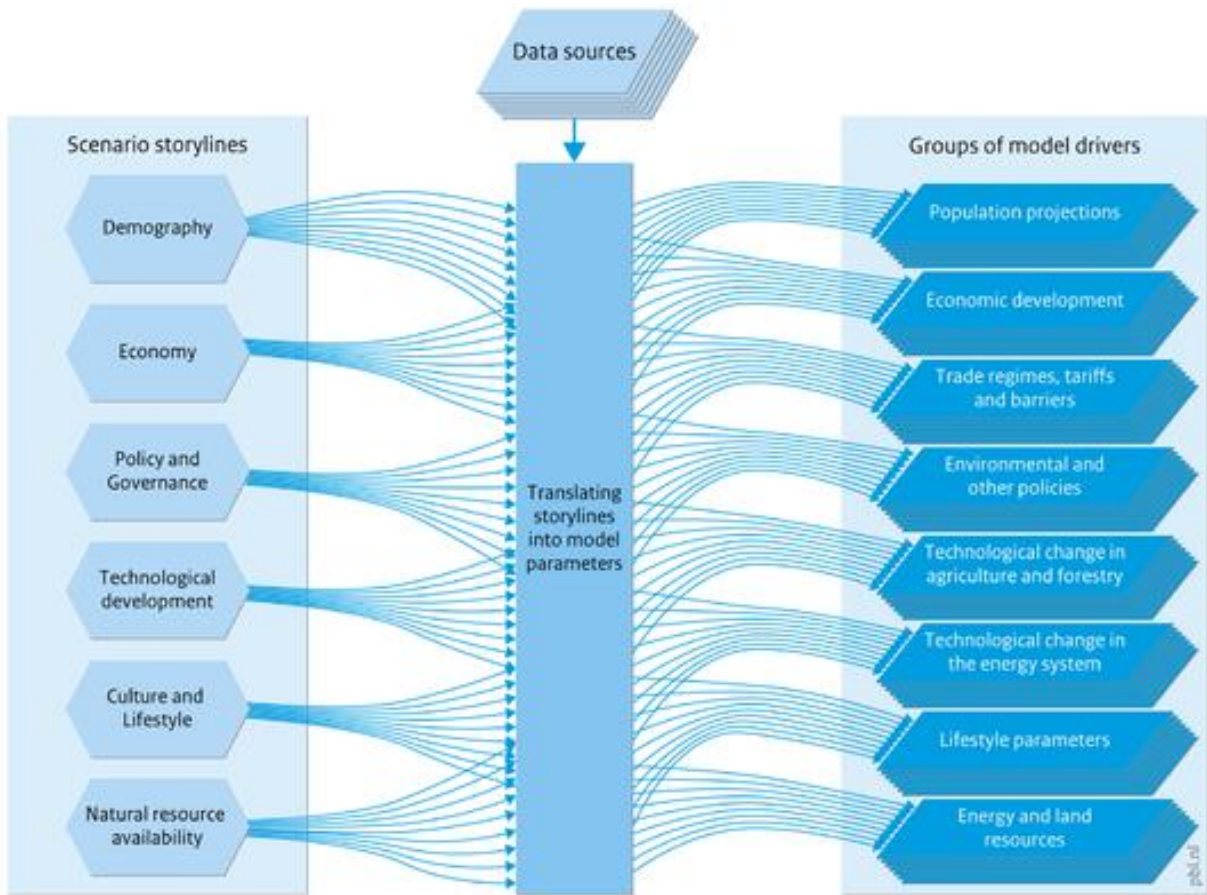 Data sources
Scenario storylines
Demography
Economy
Policy and
Governance
Technological
development
Culture and
Lifestyle
Natural resource
availability
Translating
storylines
into model
parameters
Groups of model drivers
Population projections
Economic development
Trade regimes, tariffs
and barriers
Environmental and
other policies
Technological change in
agriculture and forestry
Technological change in
the energy system
Lifestyle parameters
Energy and land
resources
pbl.nl